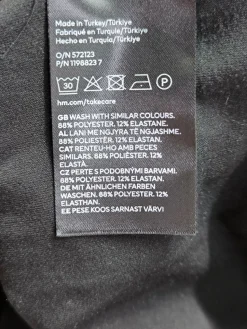 Made in Turkey/Türkiye
Fabriqué en Turquie/Türkiye
Hecho en Turquía/Türkiye
O/N 572123
P/N 1198823 7
30
P
hm.com/takecare
GB WASH WITH SIMILAR COLOURS.
88% POLYESTER, 12% ELASTANE.
AL LANI ME NGJYRA TË NGJASHME.
88% POLIESTËR, 12% ELASTAN.
CAT RENTEU-HO AMB PECES
SIMILARS. 88% POLIÈSTER, 12%
ELASTÀ.
CZ PERTE S PODOBNÝMI BARVAMI.
88% POLYESTER, 12% ELASTAN.
DE MIT ÄHNLICHEN FARBEN
WASCHEN. 88% POLYESTER, 12%
ELASTHAN.
EE PESE KOOS SARNAST VÄRVI